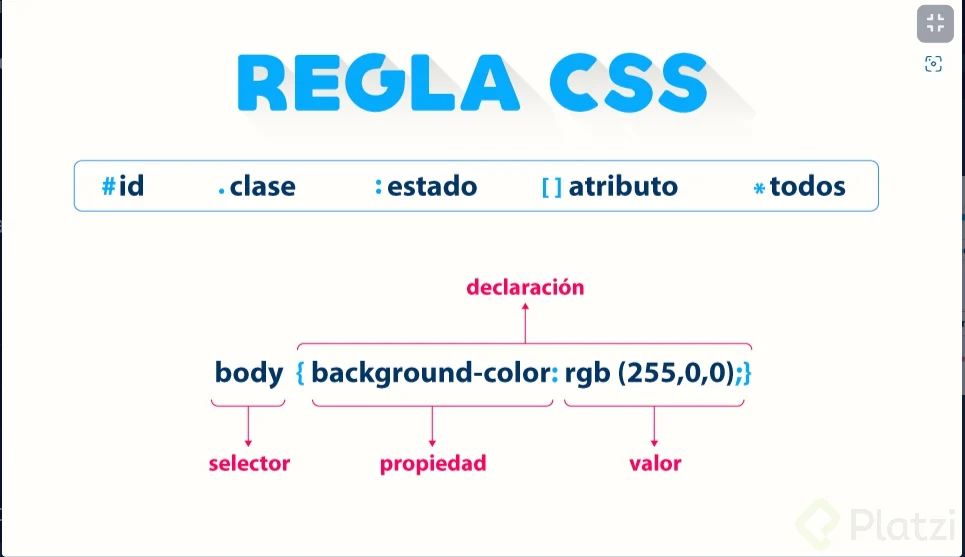 REGLA CSS
#id .clase :estado []atributo *todos
declaración
body { background-color: rgb (255,0,0);}
selector propiedad valor
Platzi